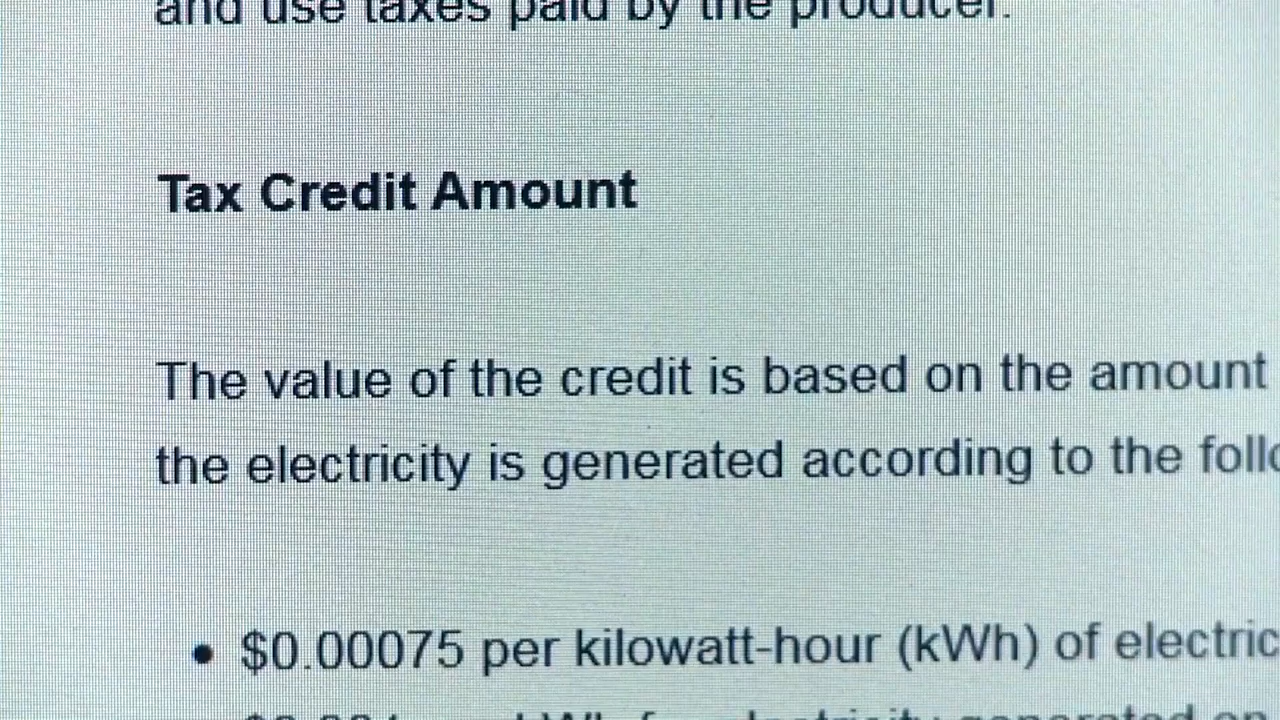 and use taxes paid by the producer.
Tax Credit Amount
The value of the credit is based on the amount
the electricity is generated according to the
• $0.00075 per kilowatt-hour (kWh) of